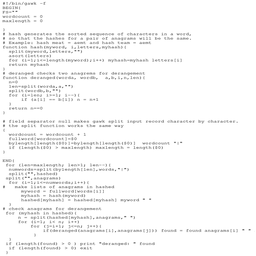 #!/bin/gawk -f
BEGIN{
FS=""
wordcount = 0
maxlength = 0
}
# hash generates the sorted sequence of characters in a word,
# so that the hashes for a pair of anagrams will be the same.
# Example: hash meat = aemt and hash team = aemt
function hash(myword, i,letters,myhash){
split(myword,letters,"")
asort(letters)
for (i=1;i<=length(myword);i++) myhash=myhash letters[i]
return myhash
}
# deranged checks two anagrams for derangement
function deranged(worda, wordb, a,b,i,n,len){
n=0
len=split(worda,a,"")
split(wordb,b,"")
for (i=len; i>=1; i--){
if (a[i] == b[i]) n = n+1
}
return n==0
}
# field separator null makes gawk split input record character by character.
# the split function works the same way
{
wordcount = wordcount + 1
fullword[wordcount]=$0
bylength[length($0)]=bylength[length($0)] wordcount "|"
if (length($0) > maxlength) maxlength = length($0)
}
END{
for (len=maxlength; len>1; len--){
numwords=split(bylength[len],words,"|")
split("",hashed)
split("",anagrams)
for (i=1;i<=numwords;i++){
# make lists of anagrams in hashed
myword = fullword[words[i]]
myhash = hash(myword)
hashed[myhash] = hashed[myhash] myword " "
}
# check anagrams for derangement
for (myhash in hashed){
n = split(hashed[myhash],anagrams," ")
for (i=1; i< n; i++)
for (j=i+1; j<=n; j++){
if(deranged(anagrams[i],anagrams[j])) found = found anagrams[i] " "
}
}
if (length(found) > 0 ) print "deranged: " found
if (length(found) > 0) exit
}
}